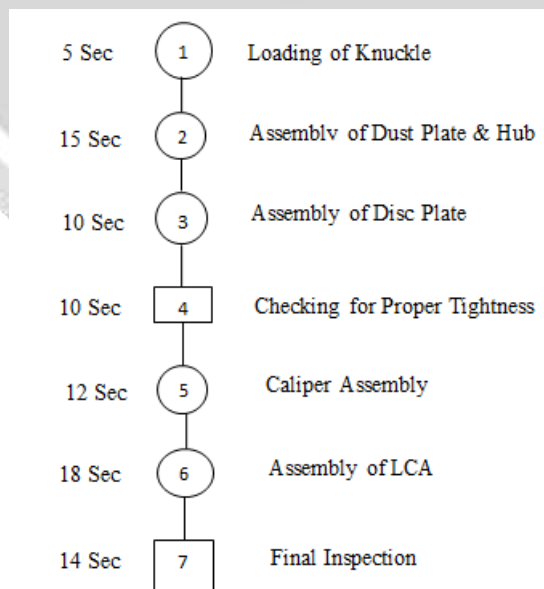 5 Sec 1 Loading of Knuckle
15 Sec 2 Assembly of Dust Plate & Hub
10 Sec 3 Assembly of Disc Plate
10 Sec 4 Checking for Proper Tightness
12 Sec 5 Caliper Assembly
18 Sec 6 Assembly of LCA
14 Sec 7 Final Inspection